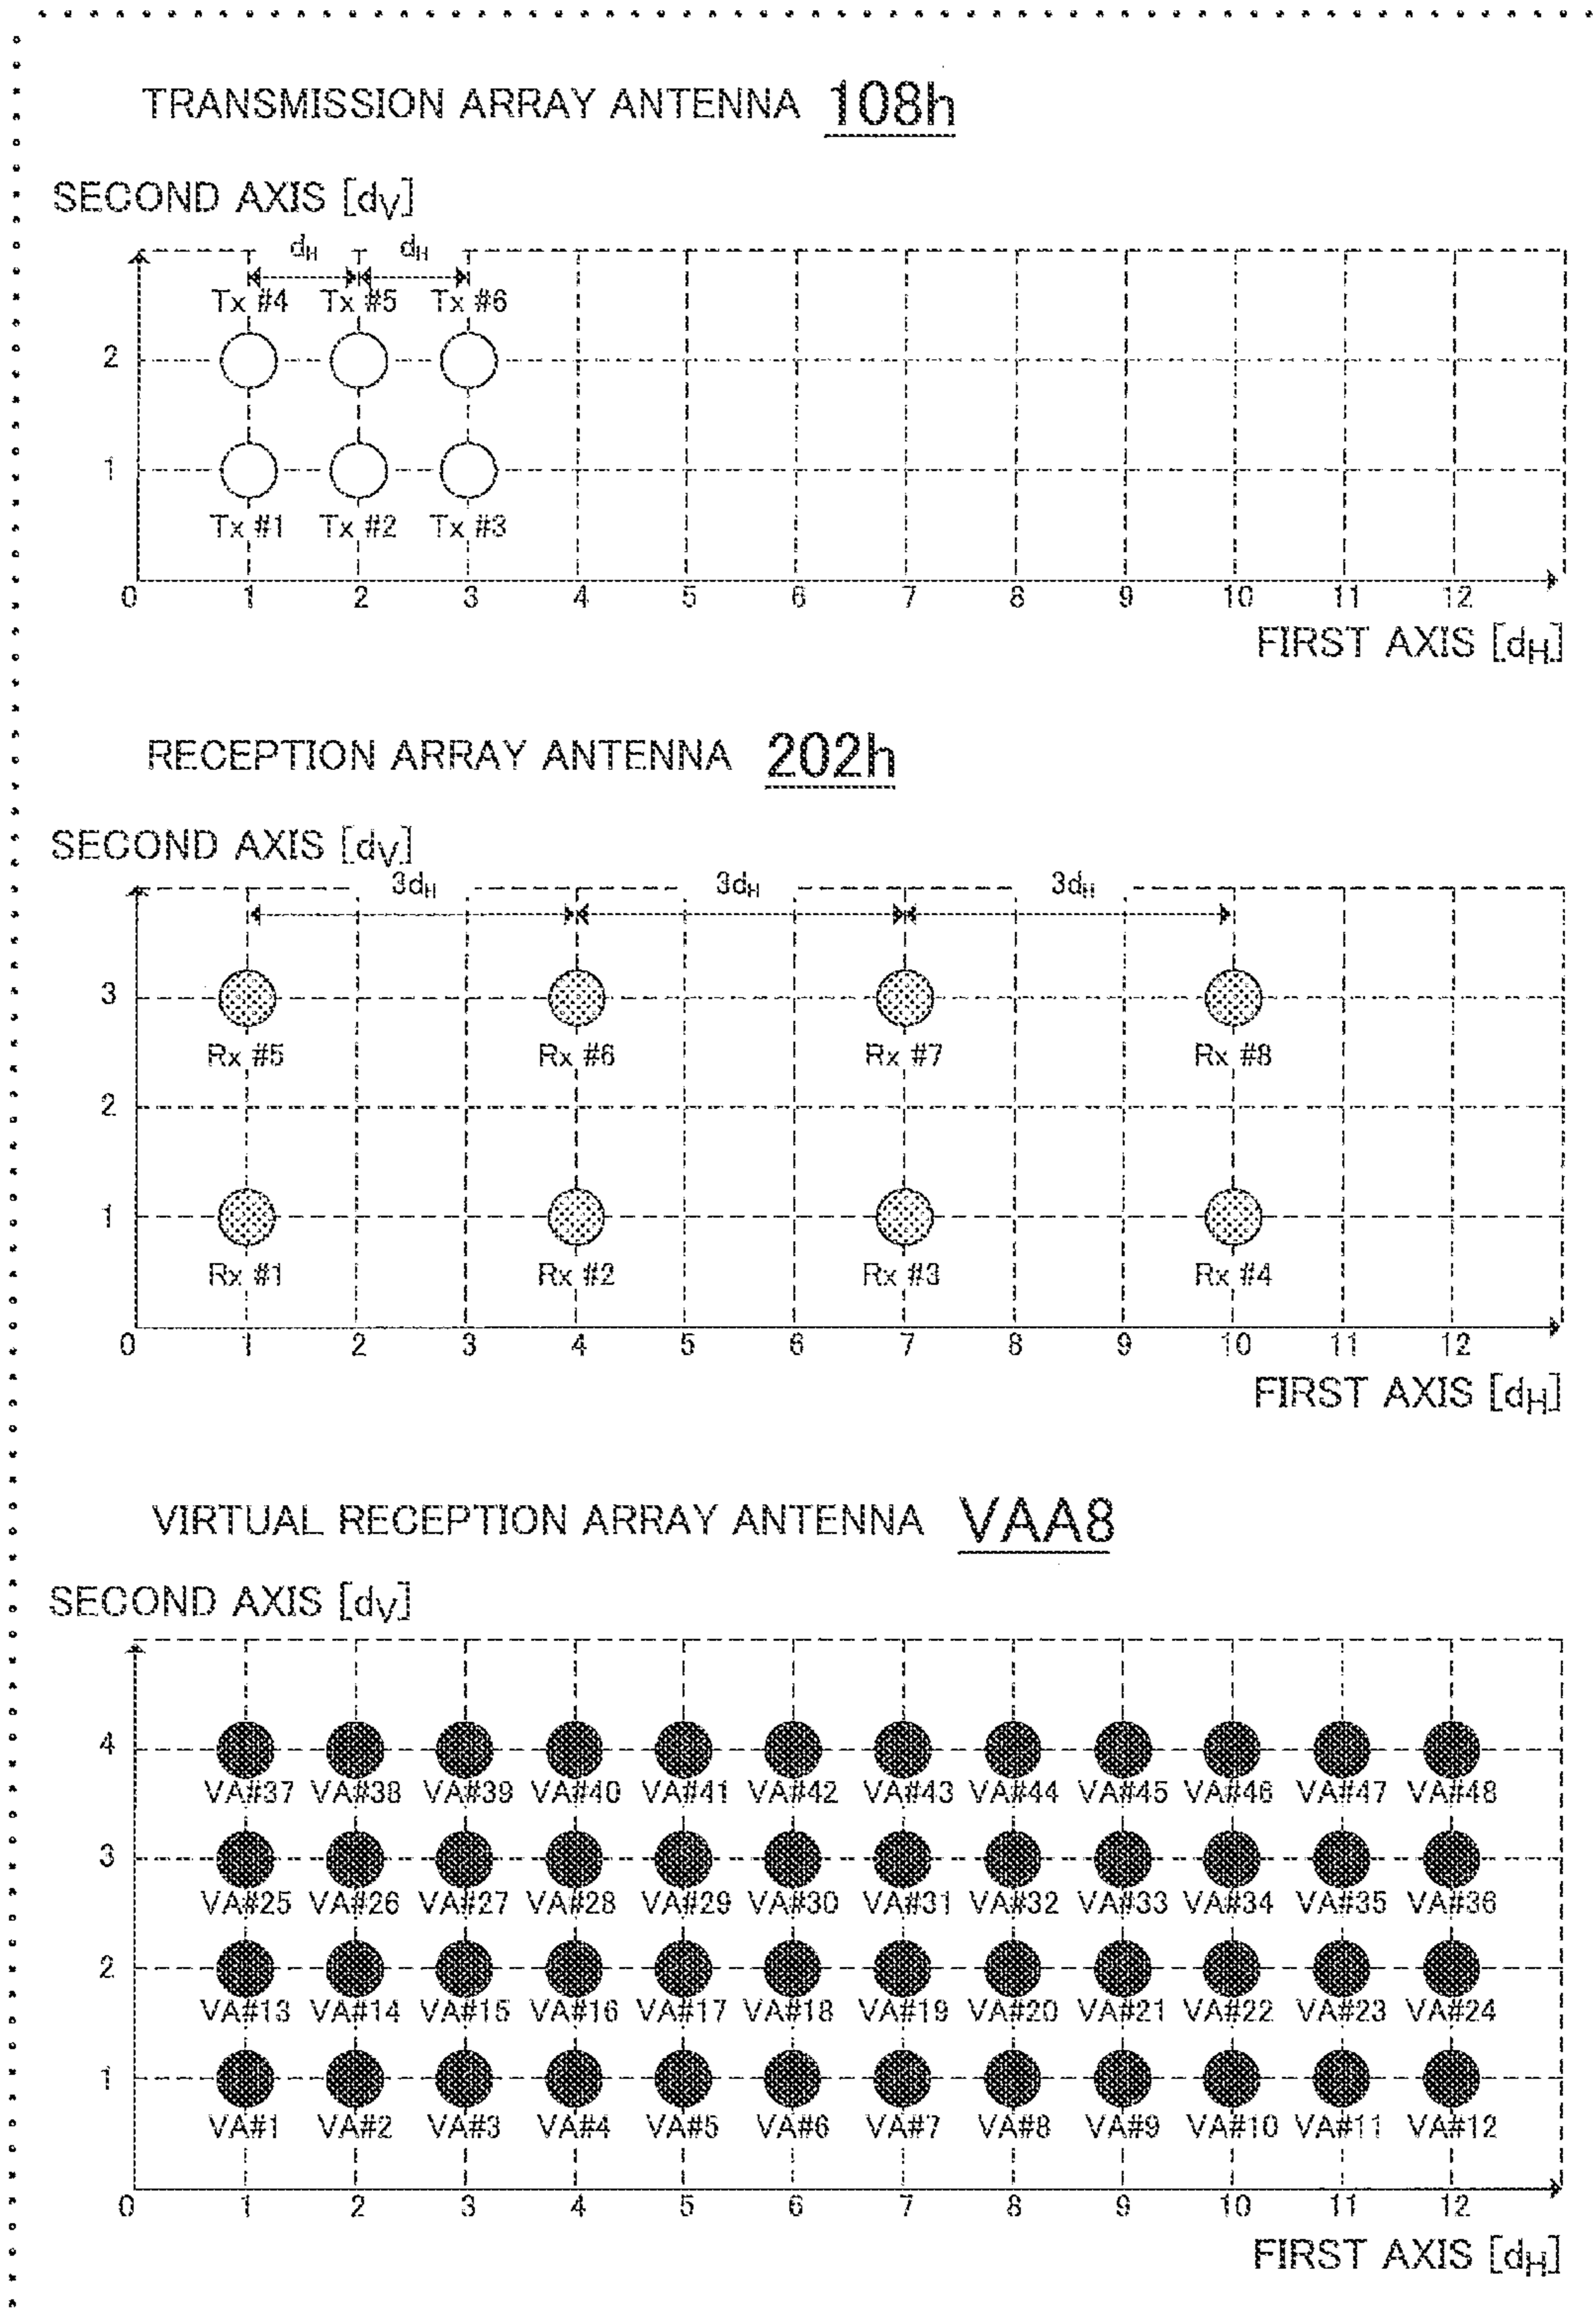 TRANSMISSION ARRAY ANTENNA 108h
SECOND AXIS [dV]
dH dH
Tx #4 Tx #5 Tx #6
2
1
Tx #1 Tx #2 Tx #3
0 1 2 3 4 5 6 7 8 9 10 11 12
FIRST AXIS [dH]
RECEPTION ARRAY ANTENNA 202h
SECOND AXIS [dV]
3dH 3dH 3dH
3
Rx #5 Rx #6 Rx #7 Rx #8
2
1
Rx #1 Rx #2 Rx #3 Rx #4
0 1 2 3 4 5 6 7 8 9 10 11 12
FIRST AXIS [dH]
VIRTUAL RECEPTION ARRAY ANTENNA VAA8
SECOND AXIS [dV]
4
VA#37 VA#38 VA#39 VA#40 VA#41 VA#42 VA#43 VA#44 VA#45 VA#46 VA#47 VA#48
3
VA#25 VA#26 VA#27 VA#28 VA#29 VA#30 VA#31 VA#32 VA#33 VA#34 VA#35 VA#36
2
VA#13 VA#14 VA#15 VA#16 VA#17 VA#18 VA#19 VA#20 VA#21 VA#22 VA#23 VA#24
1
VA#1 VA#2 VA#3 VA#4 VA#5 VA#6 VA#7 VA#8 VA#9 VA#10 VA#11 VA#12
0 1 2 3 4 5 6 7 8 9 10 11 12
FIRST AXIS [dH]